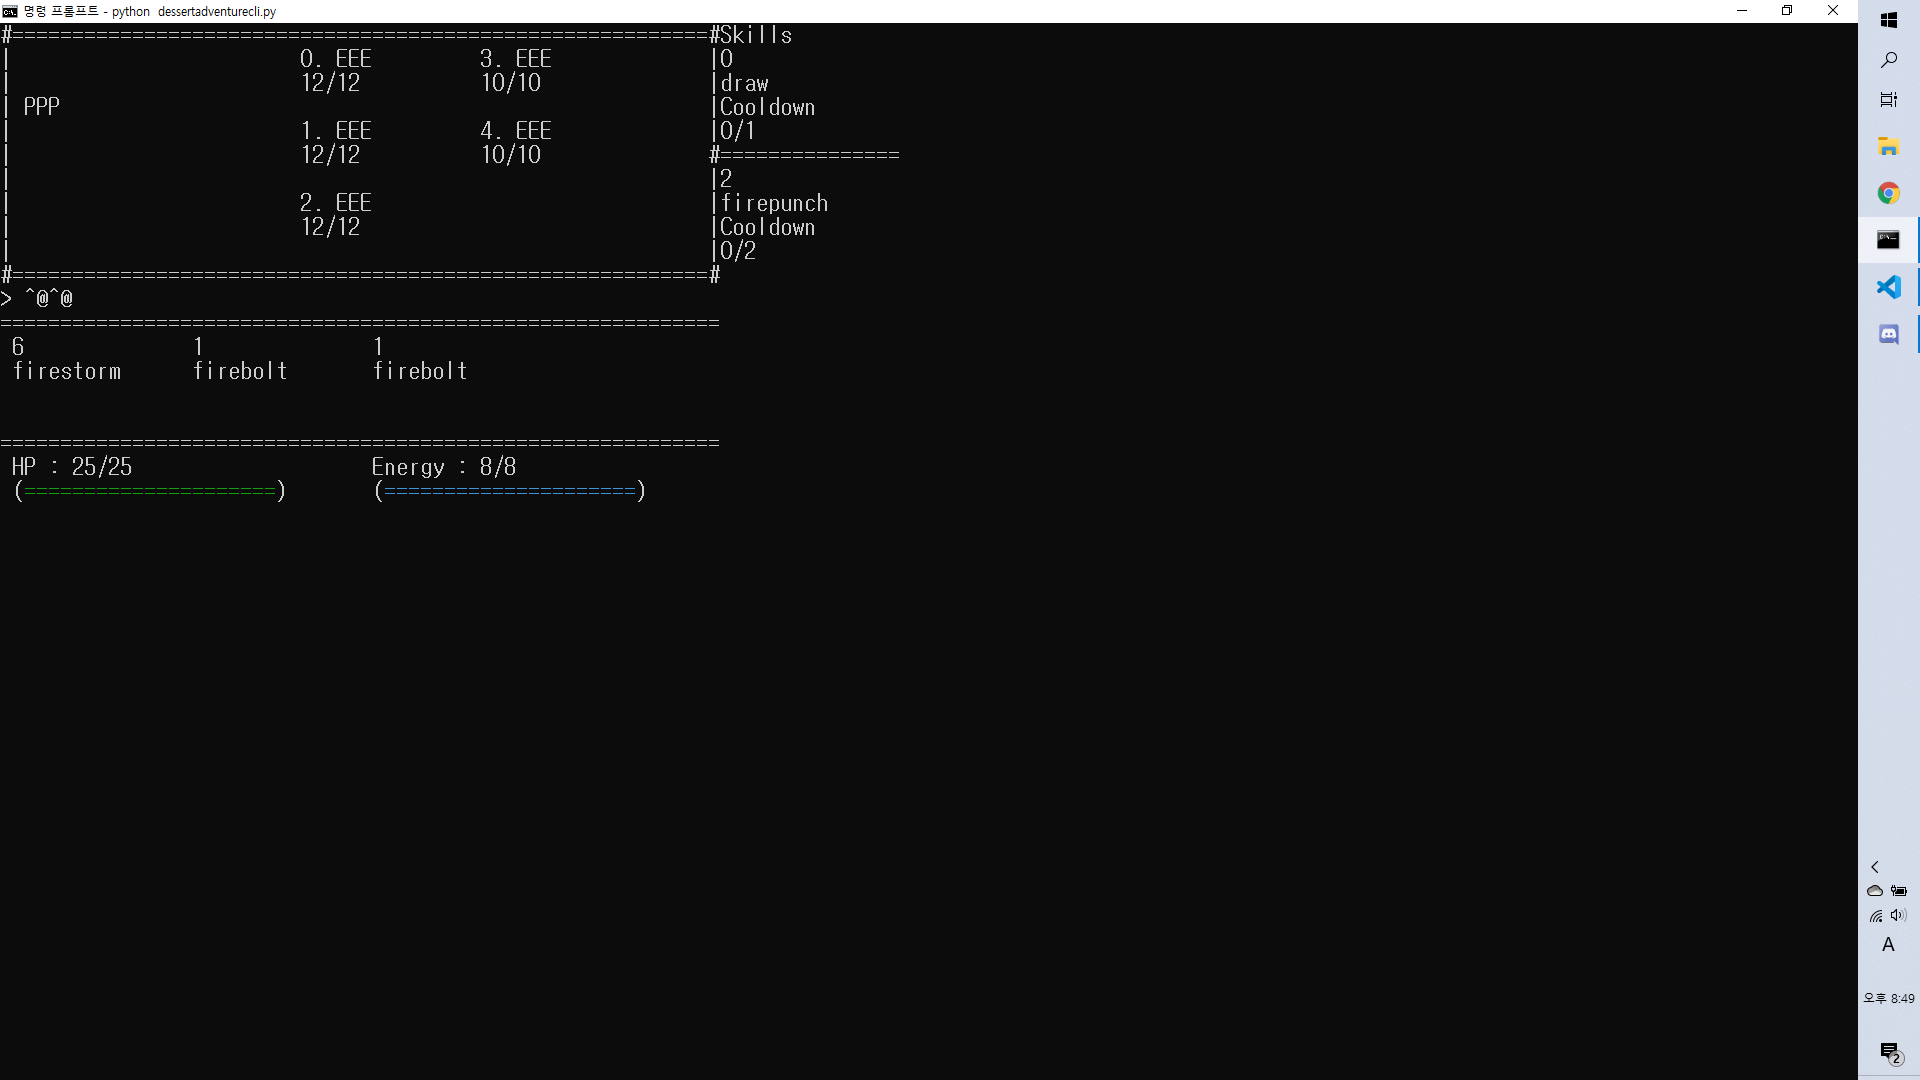 명령 프롬프트 - python  dessertadventurecli.py
#==========================================================#Skills
|                        0. EEE         3. EEE             |0
|                        12/12          10/10              |draw
| PPP                                                      |Cooldown
|                        1. EEE         4. EEE             |0/1
|                        12/12          10/10              #===============
|                                                          |2
|                        2. EEE                            |firepunch
|                        12/12                             |Cooldown
|                                                          |0/2
#==========================================================#
> ^@^@
============================================================
 6              1              1
 firestorm      firebolt       firebolt
============================================================
 HP : 25/25                    Energy : 8/8
 (=====================)       (=====================)
A
오후 8:49
2